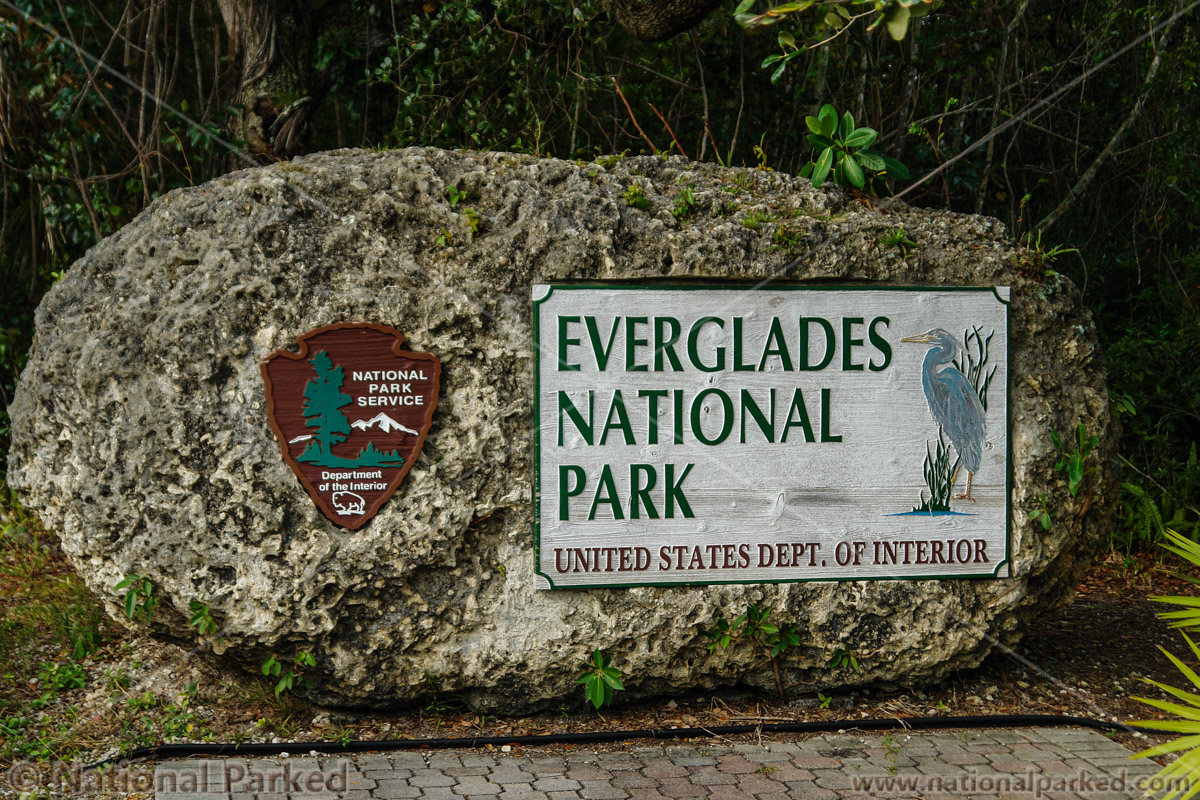 NATIONAL
PARK
SERVICE
Department
of the Interior
EVERGLADES
NATIONAL
PARK
UNITED STATES DEPT. OF INTERIOR
© National Parked
www.nationalparked.com